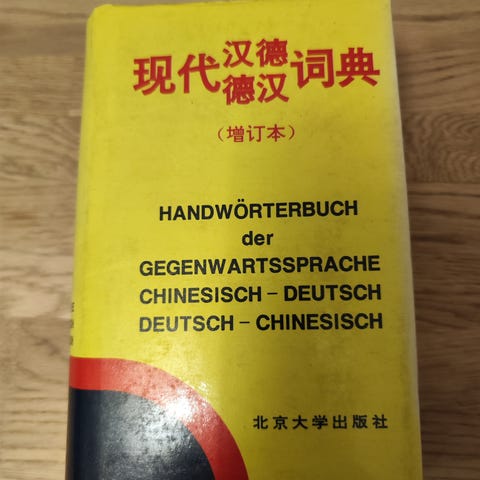 现代汉德词典
德汉
（增订本）
HANDWÖRTERBUCH
der
GEGENWARTSSPRACHE
CHINESISCH – DEUTSCH
DEUTSCH – CHINESISCH
北京大学出版社